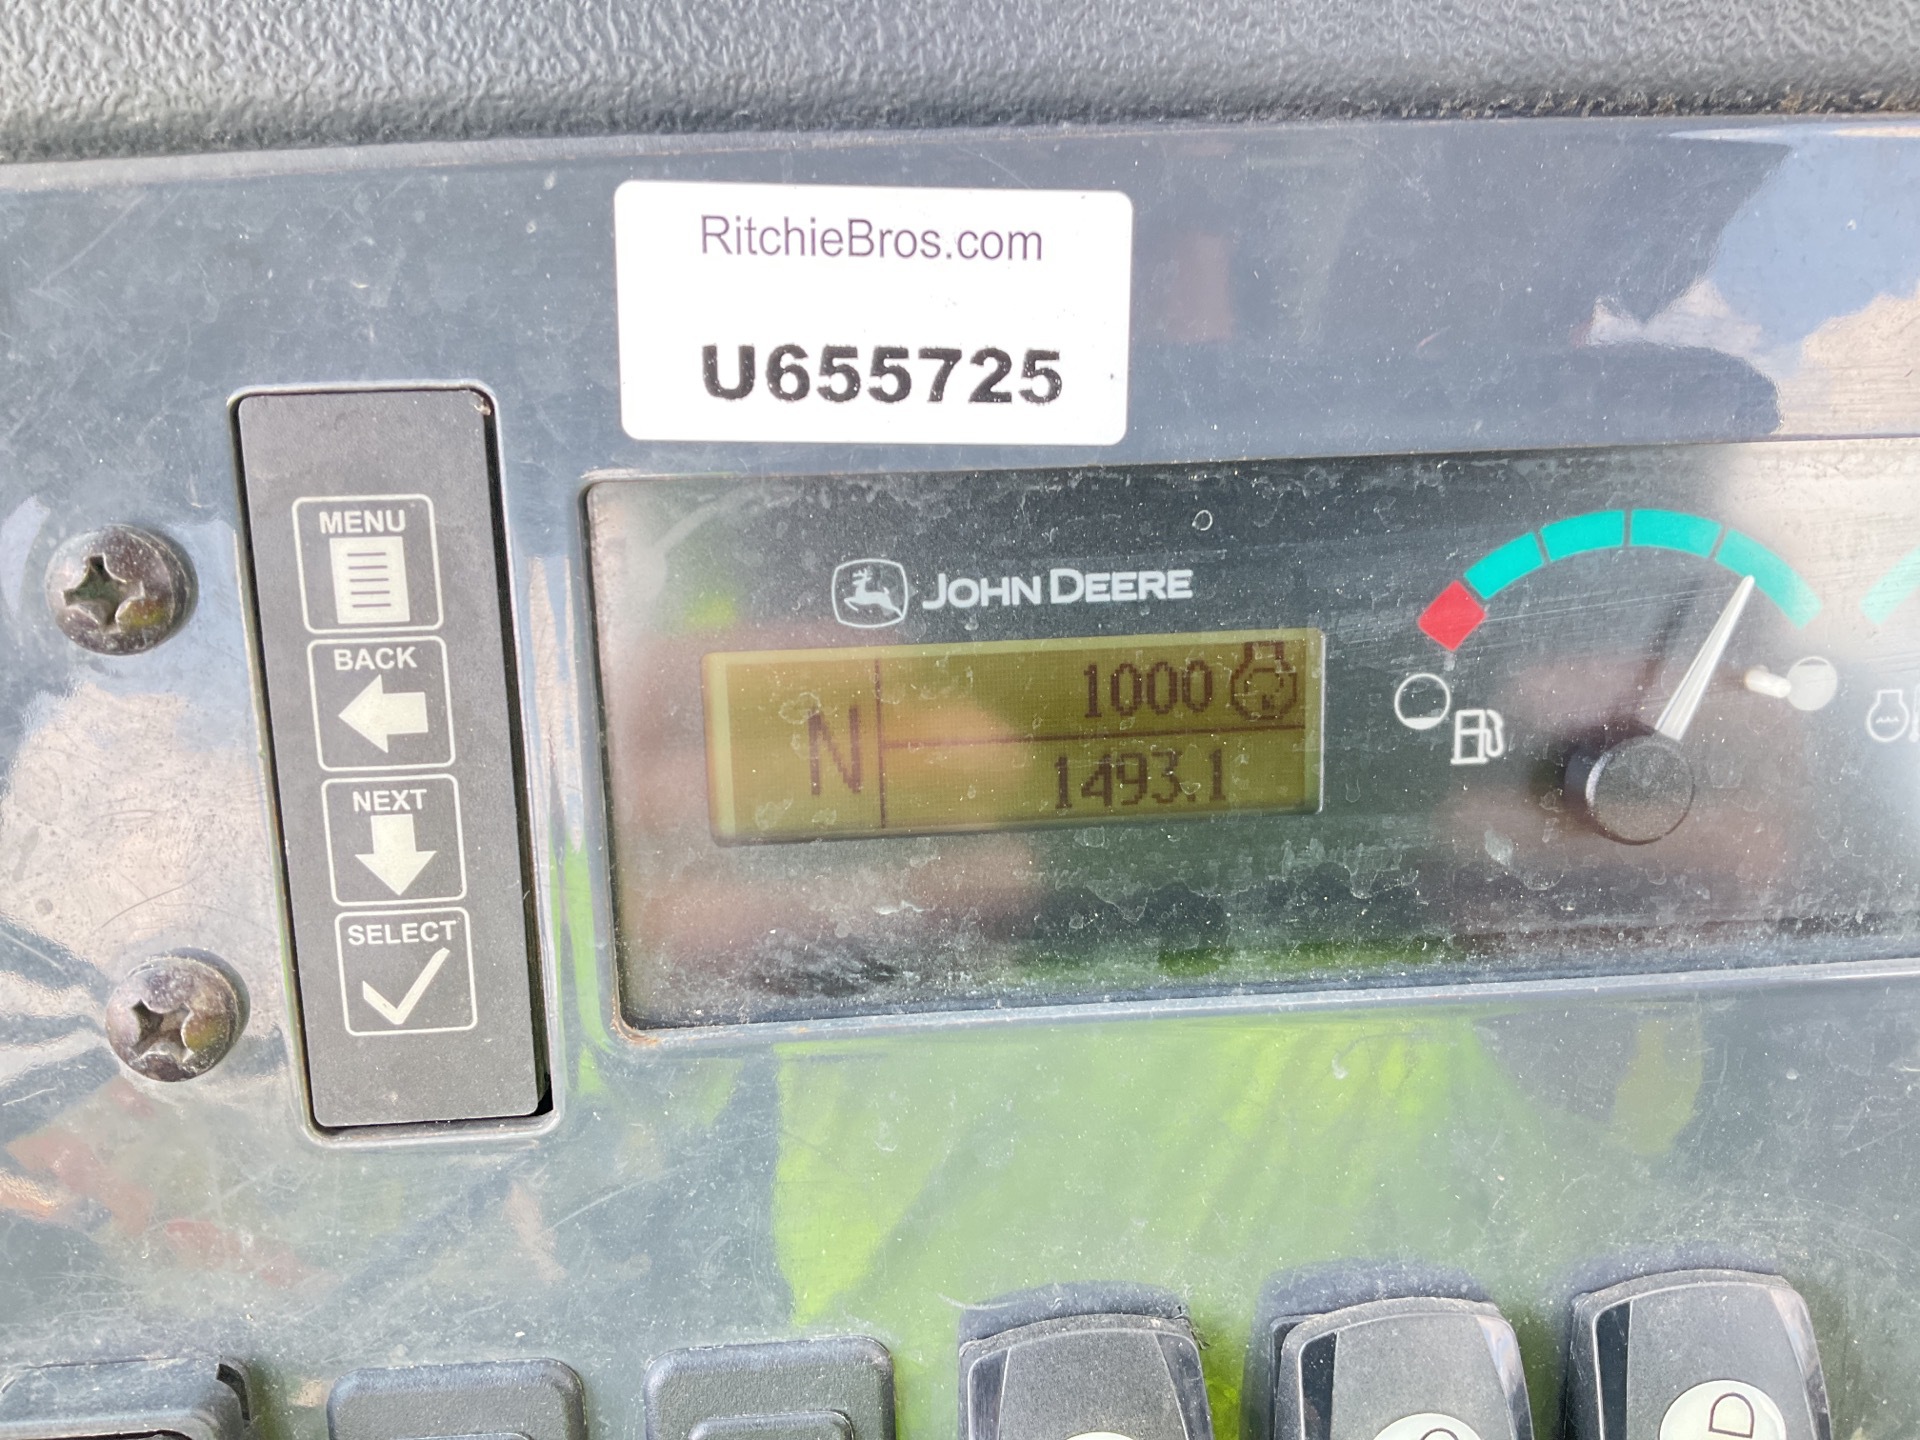 RitchieBros.com
U655725
MENU
BACK
NEXT
SELECT
JOHN DEERE
N
1000
1493.1
D